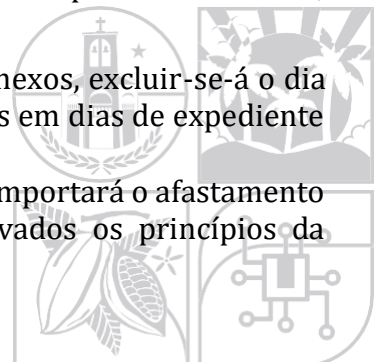 nexos, excluir-se-á o dia
s em dias de expediente
mportará o afastamento
vados os princípios da